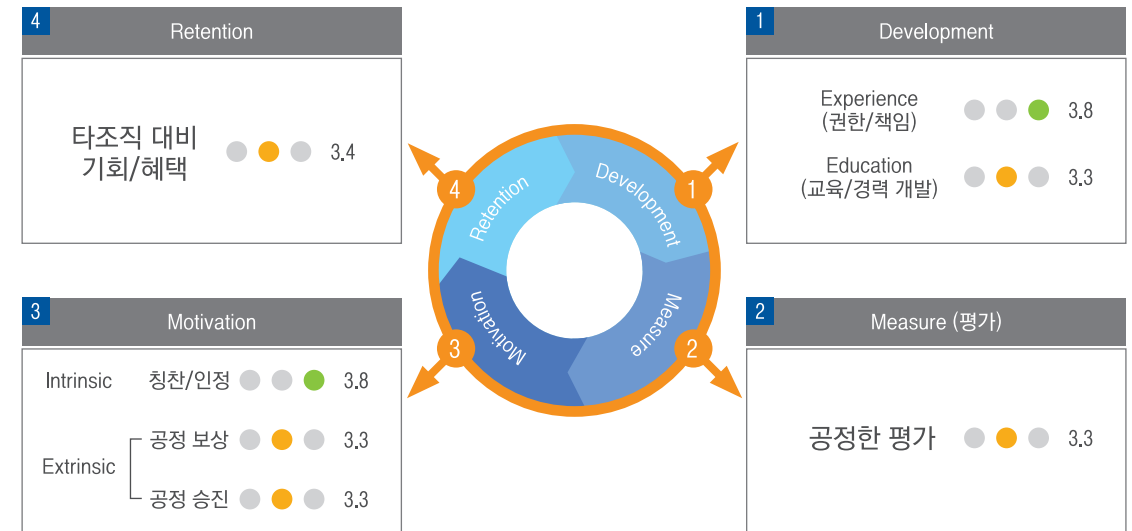 4
Retention
타조직 대비
기회/혜택
3.4
1
Development
Experience
(권한/책임)
3.8
Education
(교육/경력 개발)
3.3
4
Retention
Development
1
Motivation
3
Measure
2
3
Motivation
Intrinsic
칭찬/인정
3.8
Extrinsic
공정 보상
3.3
공정 승진
3.3
2
Measure (평가)
공정한 평가
3.3